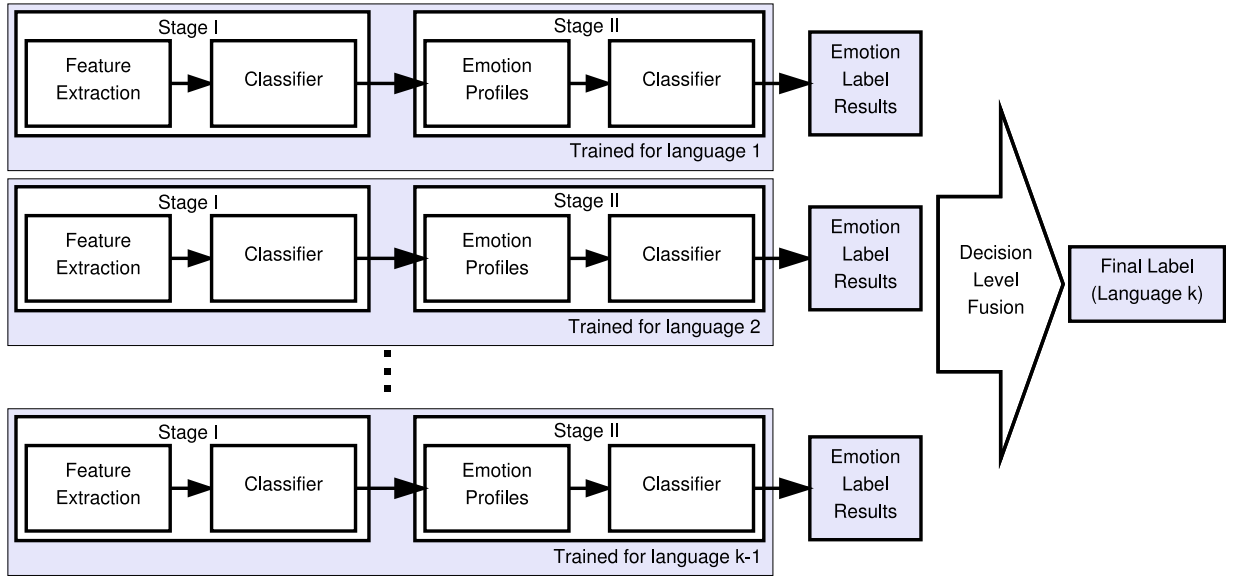 Stage I
Feature
Extraction
Classifier
Stage II
Emotion
Profiles
Classifier
Trained for language 1
Emotion
Label
Results
Stage I
Feature
Extraction
Classifier
Stage II
Emotion
Profiles
Classifier
Trained for language 2
Emotion
Label
Results
Stage I
Feature
Extraction
Classifier
Stage II
Emotion
Profiles
Classifier
Trained for language k-1
Emotion
Label
Results
Decision
Level
Fusion
Final Label
(Language k)